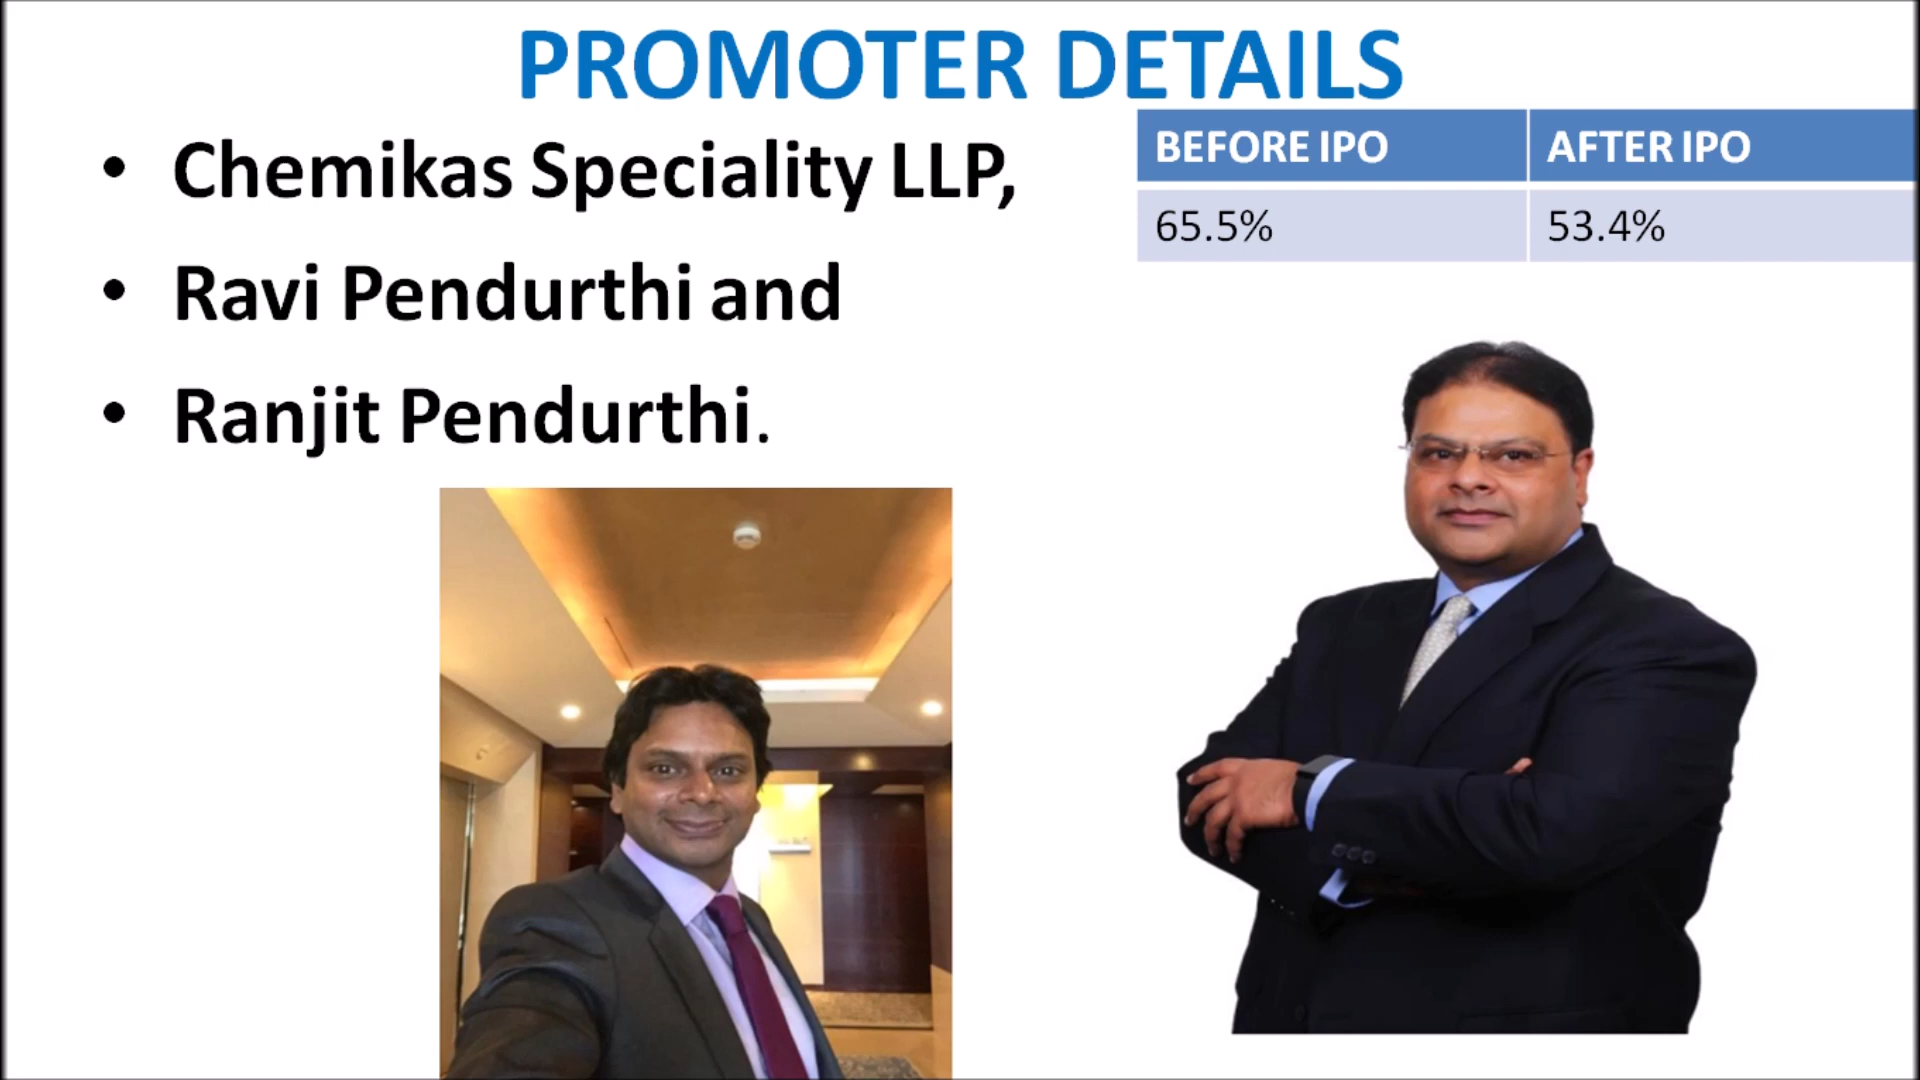 PROMOTER DETAILS
• Chemikas Speciality LLP,
• Ravi Pendurthi and
• Ranjit Pendurthi.
BEFORE IPO AFTER IPO
65.5% 53.4%